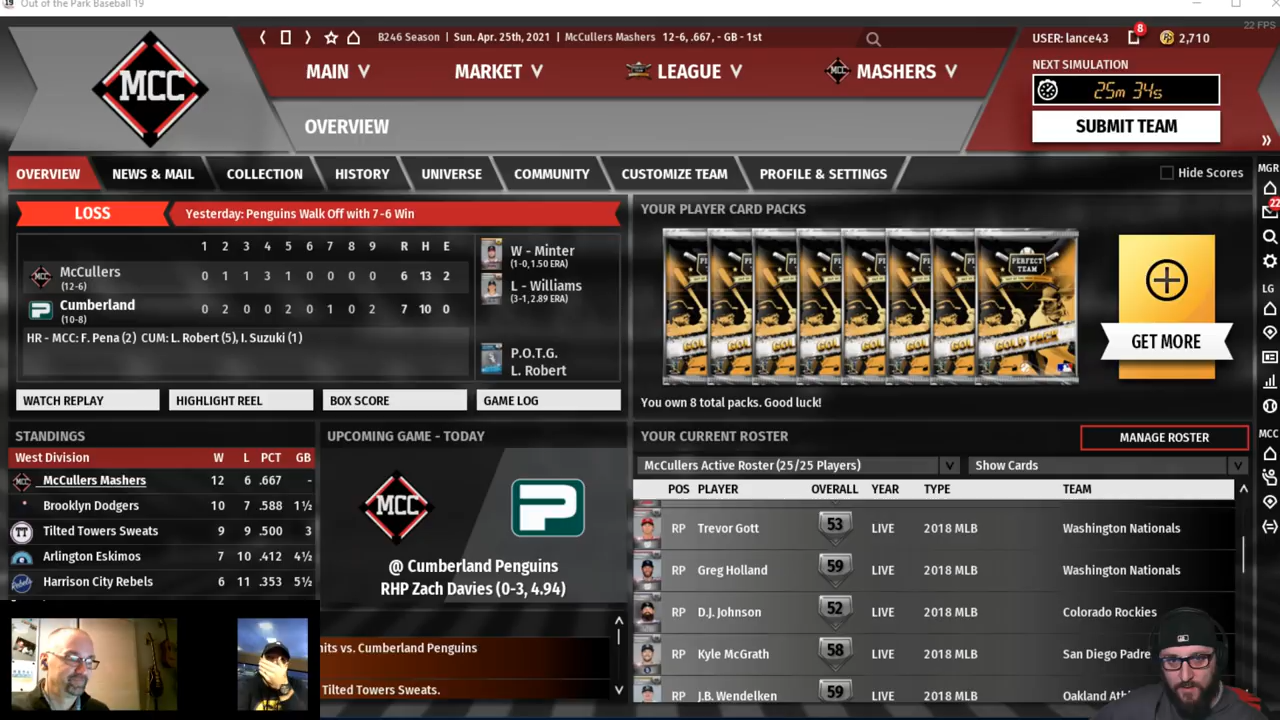 19 Out of the Park Baseball 19
22 FPS
B246 Season | Sun. Apr. 25th, 2021 | McCullers Mashers 12-6, .667, - GB - 1st
USER: lance43 8 PP 2,710
MCC
MAIN MARKET LEAGUE MASHERS
NEXT SIMULATION
25m 34s
SUBMIT TEAM
OVERVIEW
OVERVIEW NEWS & MAIL COLLECTION HISTORY UNIVERSE COMMUNITY CUSTOMIZE TEAM PROFILE & SETTINGS Hide Scores
MGR
22
LG
MCC
LOSS Yesterday: Penguins Walk Off with 7-6 Win
1 2 3 4 5 6 7 8 9 R H E
McCullers 0 1 1 3 1 0 0 0 0 6 13 2
(12-6)
Cumberland 0 2 0 0 2 0 1 0 2 7 10 0
(10-8)
HR - MCC: F. Pena (2) CUM: L. Robert (5), I. Suzuki (1)
W - Minter
(1-0, 1.50 ERA)
L - Williams
(3-1, 2.89 ERA)
P.O.T.G.
L. Robert
WATCH REPLAY HIGHLIGHT REEL BOX SCORE GAME LOG
YOUR PLAYER CARD PACKS
PERFECT TEAM
GOLD PACK
GET MORE
You own 8 total packs. Good luck!
STANDINGS
West Division W L PCT GB
McCullers Mashers 12 6 .667 -
Brooklyn Dodgers 10 7 .588 1½
Tilted Towers Sweats 9 9 .500 3
Arlington Eskimos 7 10 .412 4½
Harrison City Rebels 6 11 .353 5½
UPCOMING GAME - TODAY
MCC P
@ Cumberland Penguins
RHP Zach Davies (0-3, 4.94)
hits vs. Cumberland Penguins
Tilted Towers Sweats.
YOUR CURRENT ROSTER
MANAGE ROSTER
McCullers Active Roster (25/25 Players) Show Cards
POS PLAYER OVERALL YEAR TYPE TEAM
RP Trevor Gott 53 LIVE 2018 MLB Washington Nationals
RP Greg Holland 59 LIVE 2018 MLB Washington Nationals
RP D.J. Johnson 52 LIVE 2018 MLB Colorado Rockies
RP Kyle McGrath 58 LIVE 2018 MLB San Diego Padre
RP J.B. Wendelken 59 LIVE 2018 MLB Oakland Ath